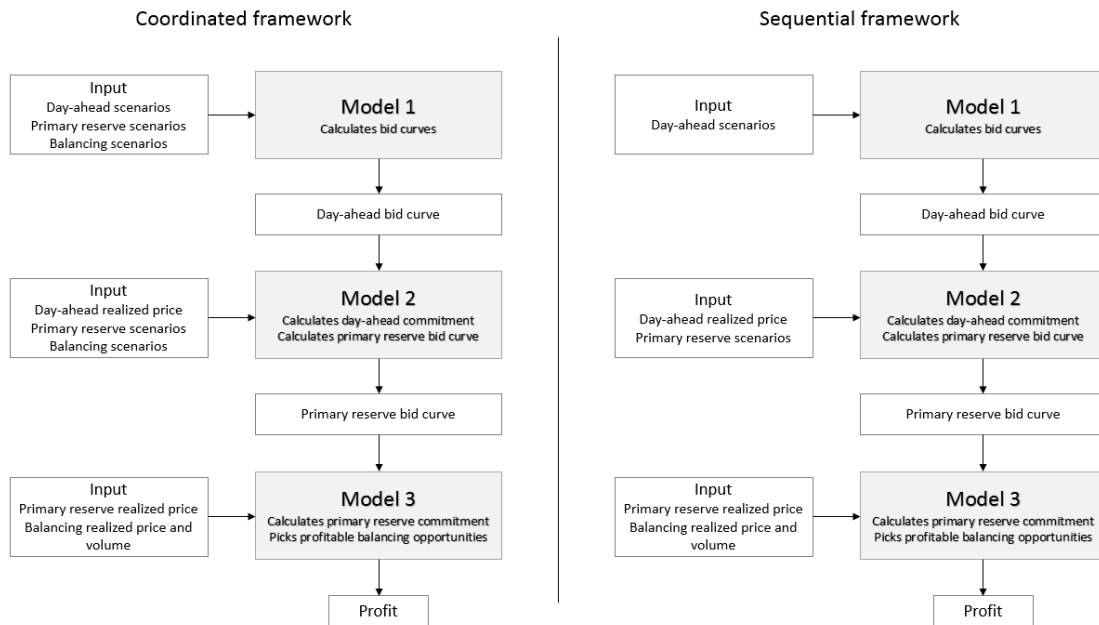 Coordinated framework
Input
Day-ahead scenarios
Primary reserve scenarios
Balancing scenarios
Model 1
Calculates bid curves
Day-ahead bid curve
Input
Day-ahead realized price
Primary reserve scenarios
Balancing scenarios
Model 2
Calculates day-ahead commitment
Calculates primary reserve bid curve
Primary reserve bid curve
Input
Primary reserve realized price
Balancing realized price and
volume
Model 3
Calculates primary reserve commitment
Picks profitable balancing opportunities
Profit
Sequential framework
Input
Day-ahead scenarios
Model 1
Calculates bid curves
Day-ahead bid curve
Input
Day-ahead realized price
Primary reserve scenarios
Model 2
Calculates day-ahead commitment
Calculates primary reserve bid curve
Primary reserve bid curve
Input
Primary reserve realized price
Balancing realized price and
volume
Model 3
Calculates primary reserve commitment
Picks profitable balancing opportunities
Profit